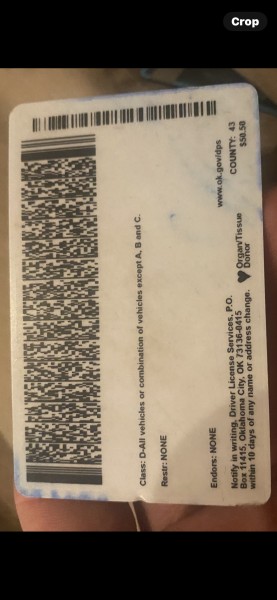 Crop
www.ok.gov/dps
COUNTY: 43
$50.50
Class: D-All vehicles or combination of vehicles except A, B and C.
Restr: NONE
Endors: NONE
Organ/Tissue
Donor
Notify in writing, Driver License Services, P.O.
Box 11415, Oklahoma City, OK 73136-0415
within 10 days of any name or address change.